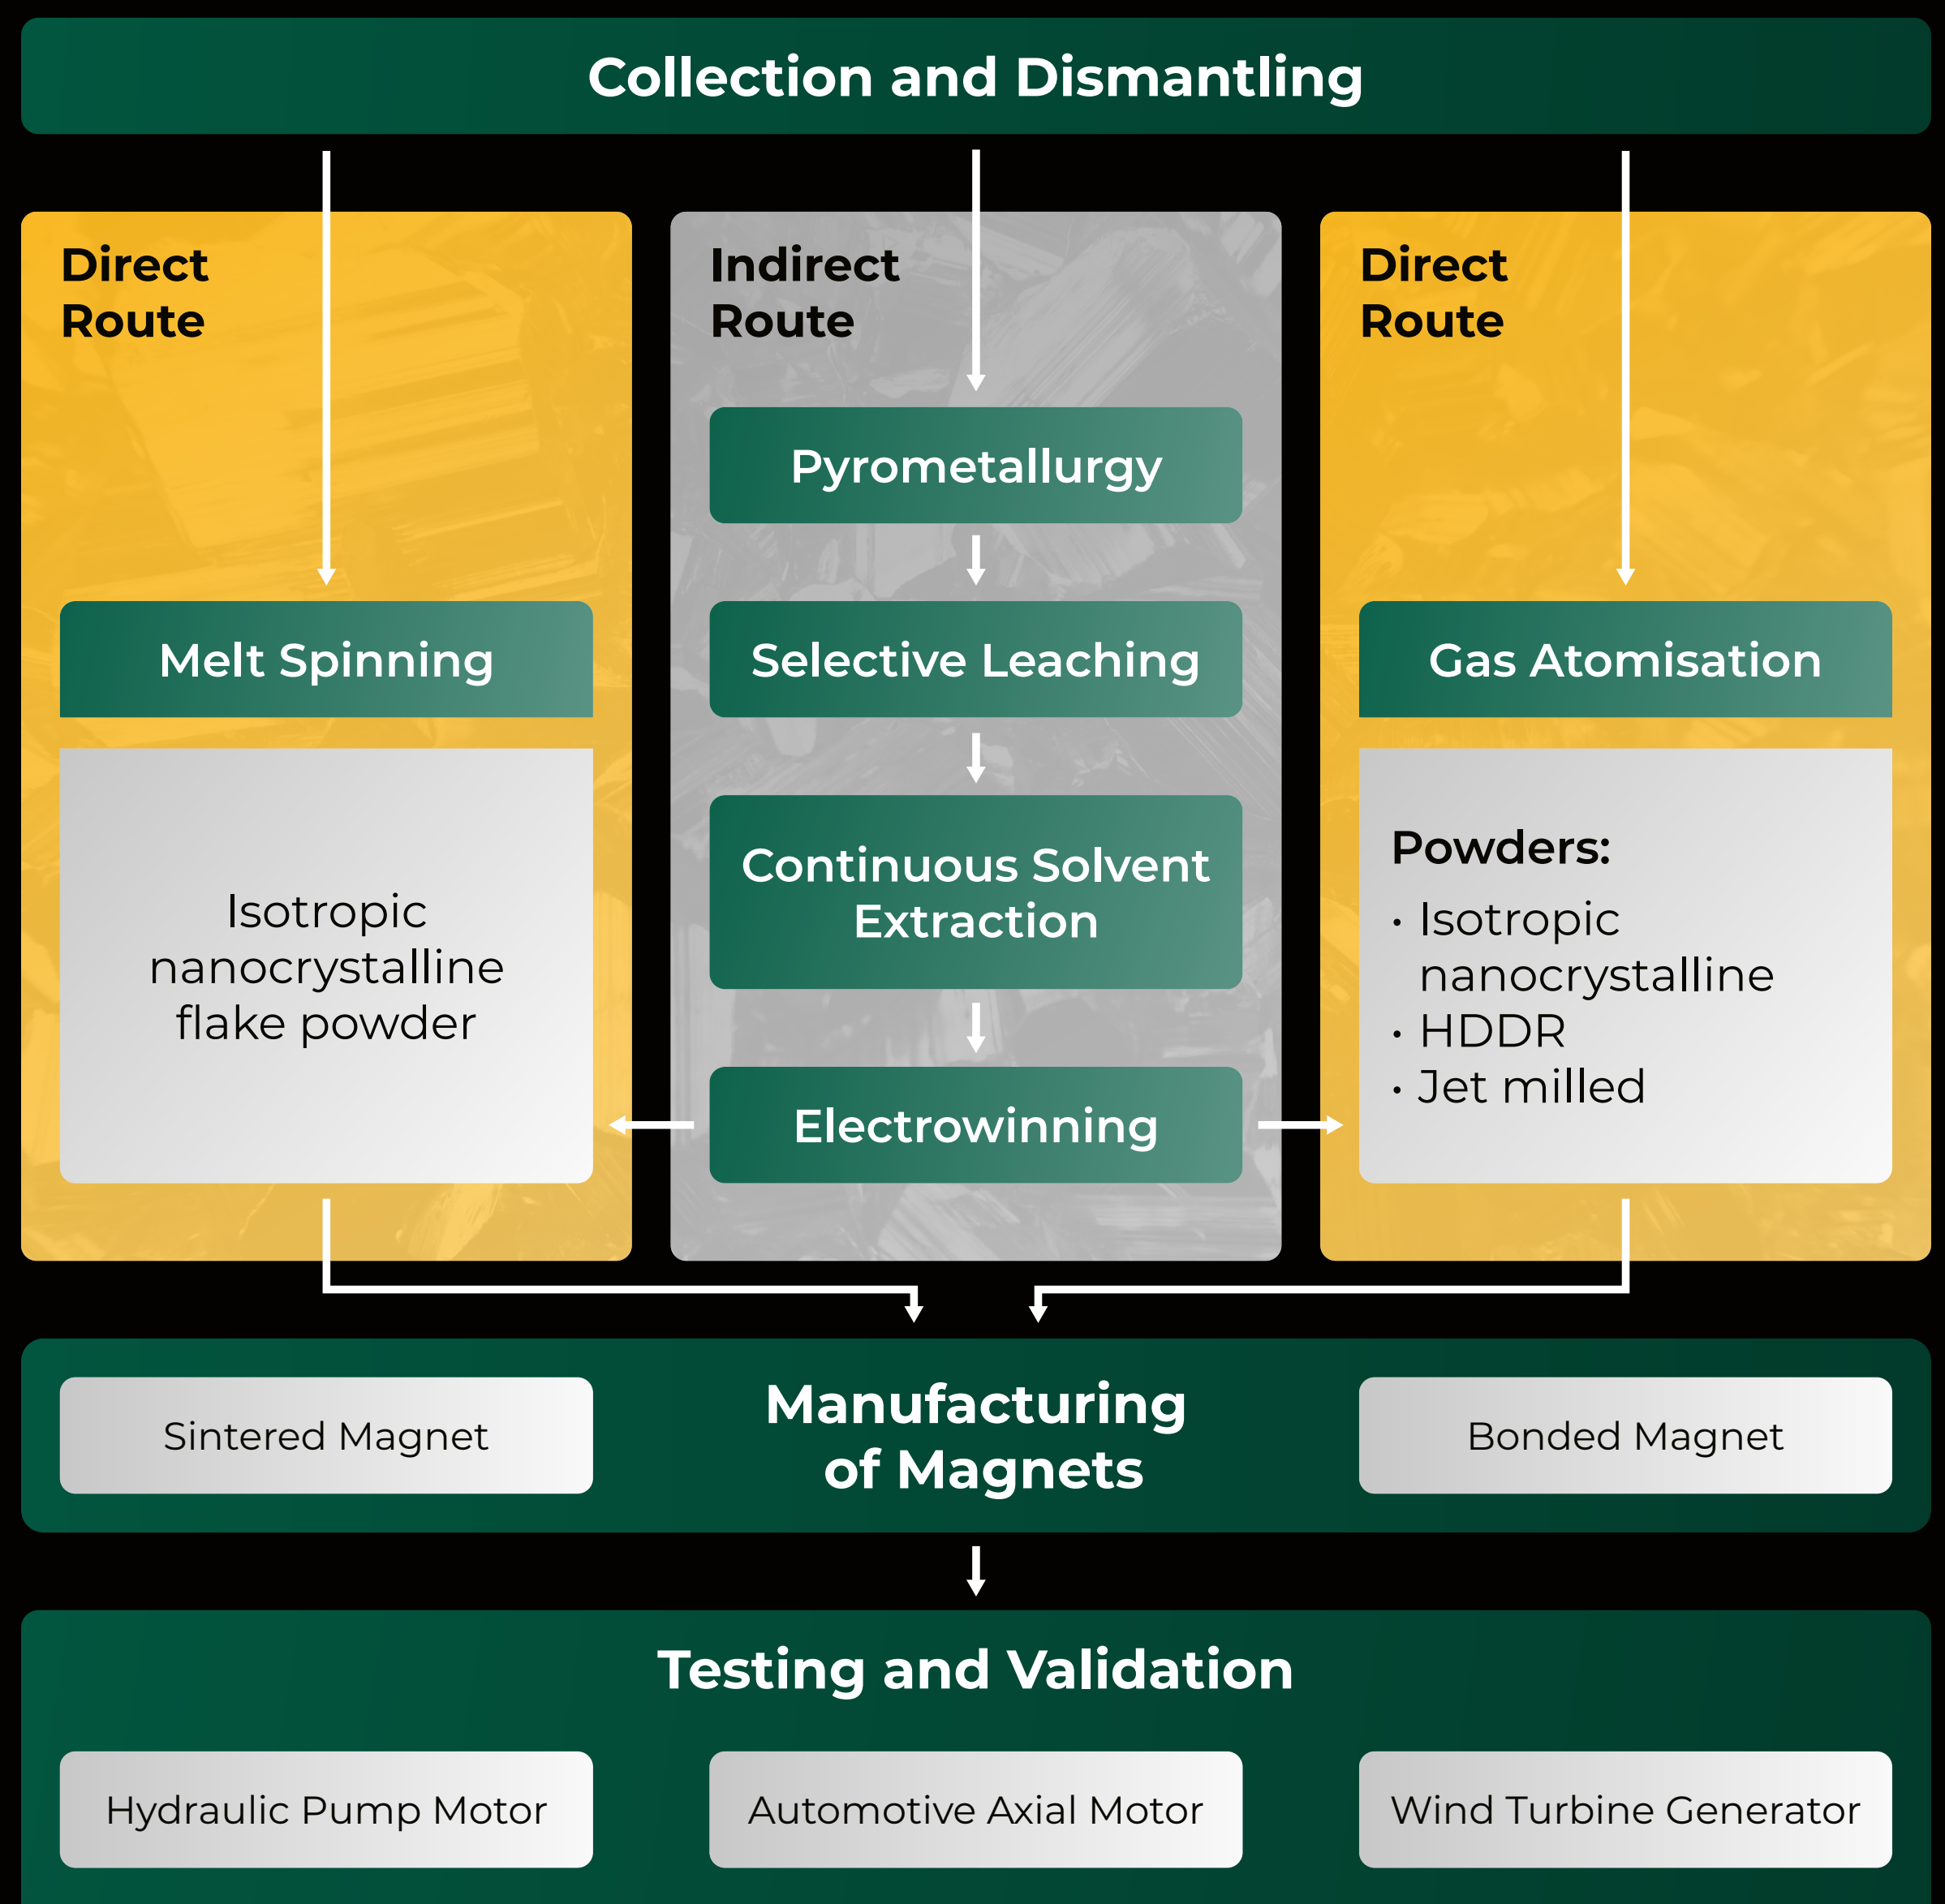 Collection and Dismantling
Direct
Route
Melt Spinning
Isotropic
nanocrystalline
flake powder
Indirect
Route
Pyrometallurgy
Selective Leaching
Continuous Solvent
Extraction
Electrowinning
Direct
Route
Gas Atomisation
Powders:
• Isotropic
nanocrystalline
• HDDR
• Jet milled
Sintered Magnet
Manufacturing
of Magnets
Bonded Magnet
Testing and Validation
Hydraulic Pump Motor
Automotive Axial Motor
Wind Turbine Generator